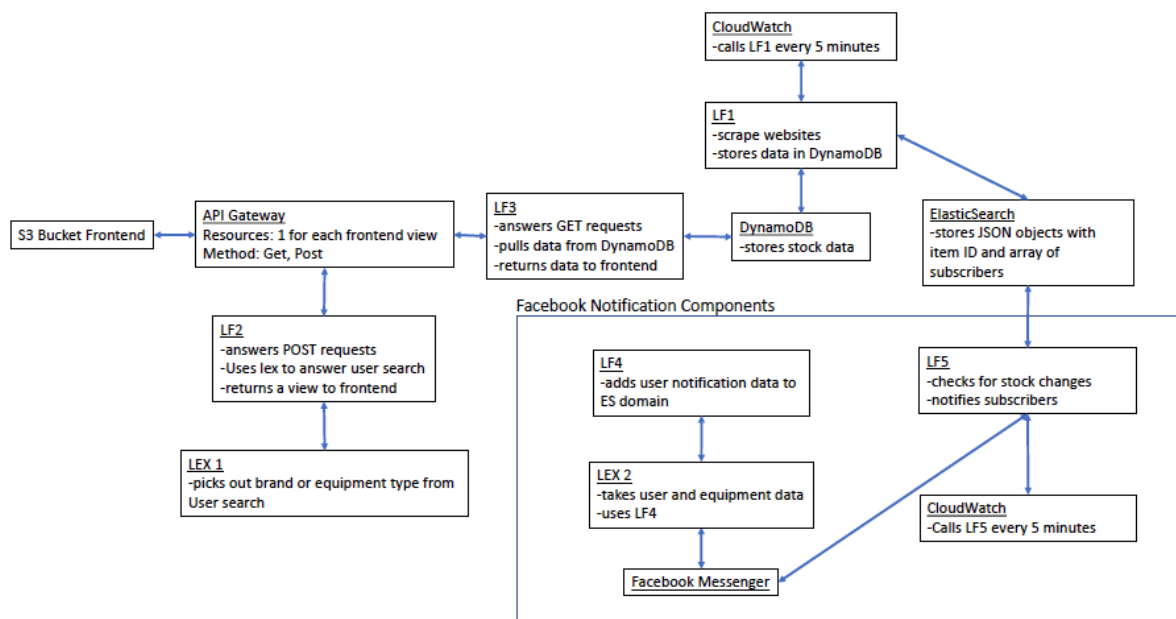 CloudWatch
-calls LF1 every 5 minutes
LF1
-scrape websites
-stores data in DynamoDB
S3 Bucket Frontend
API Gateway
Resources: 1 for each frontend view
Method: Get, Post
LF3
-answers GET requests
-pulls data from DynamoDB
-returns data to frontend
DynamoDB
-stores stock data
ElasticSearch
-stores JSON objects with
item ID and array of
subscribers
LF2
-answers POST requests
-Uses lex to answer user search
-returns a view to frontend
LEX 1
-picks out brand or equipment type from
User search
Facebook Notification Components
LF4
-adds user notification data to
ES domain
LF5
-checks for stock changes
-notifies subscribers
LEX 2
-takes user and equipment data
-uses LF4
CloudWatch
-Calls LF5 every 5 minutes
Facebook Messenger